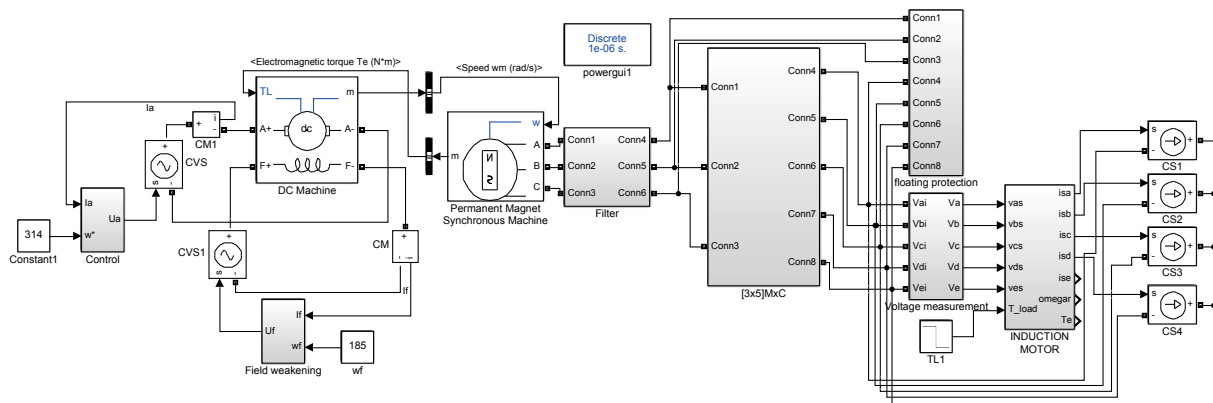 Discrete
1e-06 s.
powergui1
Conn1
Conn2
Conn3
Conn4
Conn5
Conn6
Conn7
Conn8
floating protection
<Electromagnetic torque Te (N*m)>
<Speed wm (rad/s)>
TL
m
dc
A+
A-
F+
F-
DC Machine
Ia
+
i
-
CM1
+
s
-
CVS
m
w
A
B
C
N
S
Permanent Magnet
Synchronous Machine
Conn1
Conn2
Conn3
Conn4
Conn5
Conn6
Filter
Conn1
Conn2
Conn3
Conn4
Conn5
Conn6
Conn7
Conn8
[3x5]MxC
Vai
Vbi
Vci
Vdi
Vei
Va
Vb
Vc
Vd
Ve
Voltage measurement
vas
vbs
vcs
vds
ves
T_load
isa
isb
isc
isd
ise
omegar
Te
INDUCTION
MOTOR
TL1
s
-
CS1
s
-
CS2
s
-
CS3
s
-
CS4
314
Constant1
Ia
w*
Ua
Control
+
s
-
CVS1
+
-
i
CM
If
If
wf
Uf
Field weakening
185
wf